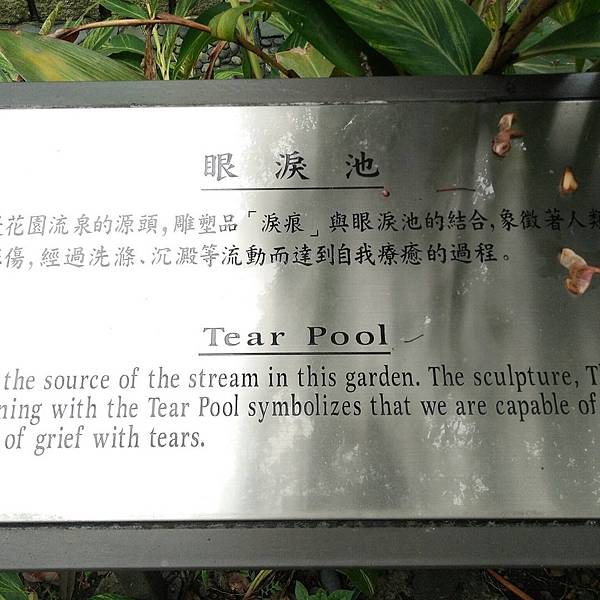 眼淚池
花園流泉的源頭,雕塑品「淚痕」與眼淚池的結合,象徵著人類
傷,經過洗滌、沉澱等流動而達到自我療癒的過程。
Tear Pool
the source of the stream in this garden. The sculpture, T
ning with the Tear Pool symbolizes that we are capable of
of grief with tears.